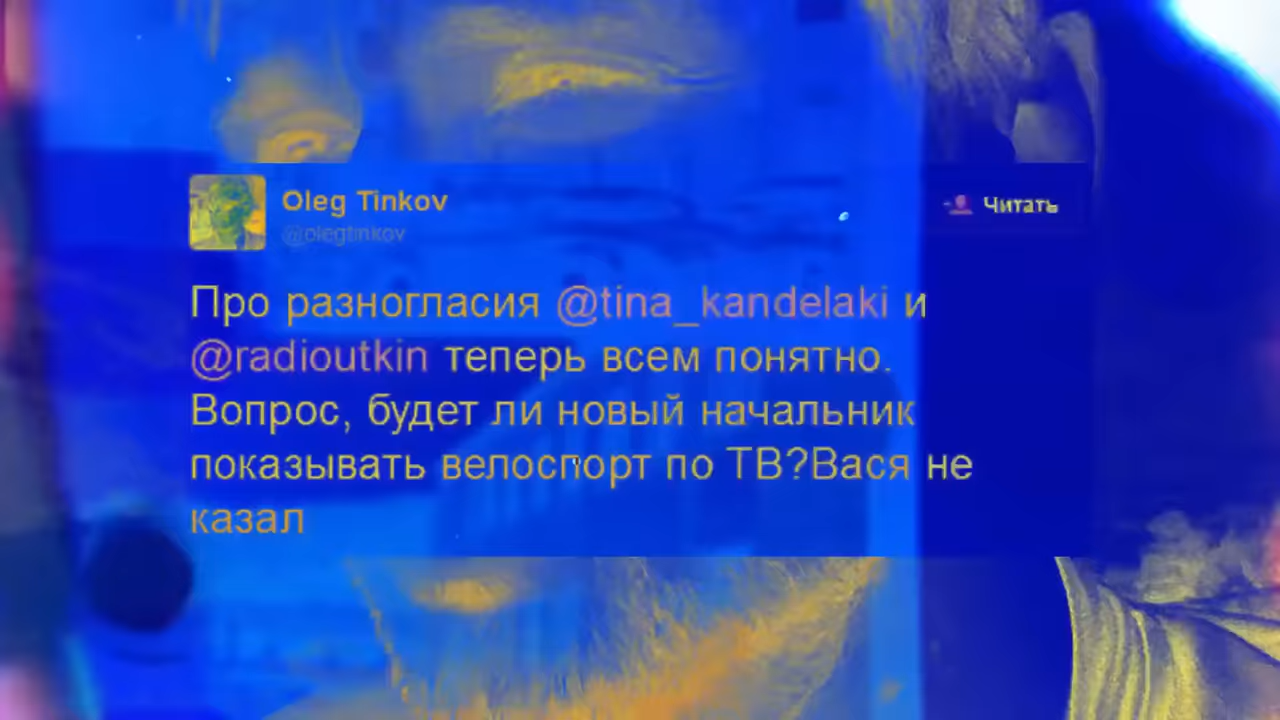 Oleg Tinkov
@olegtinkov
Читать
Про разногласия @tina_kandelaki и
@radioutkin теперь всем понятно.
Вопрос, будет ли новый начальник
показывать велоспорт по ТВ?Вася не
казал